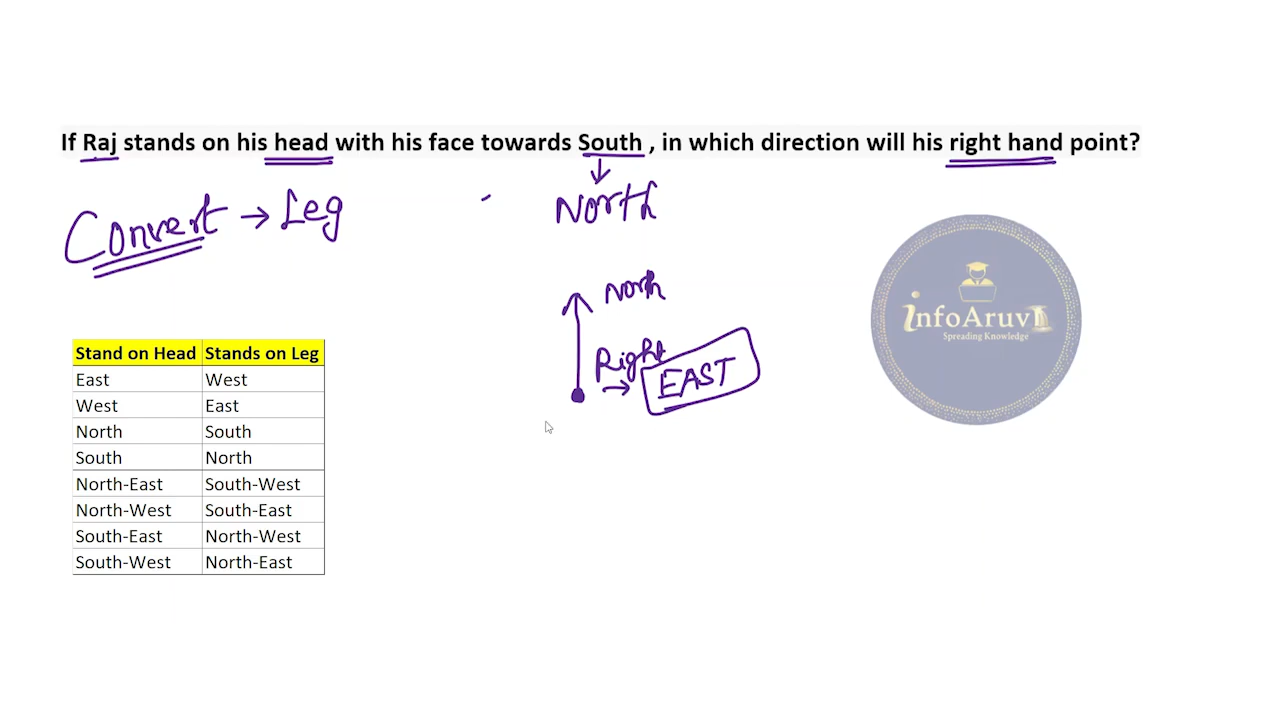 If Raj stands on his head with his face towards South , in which direction will his right hand point?
Convert → Leg
North
North
Right
→ EAST
infoAruvi
Spreading Knowledge
Stand on Head Stands on Leg
East West
West East
North South
South North
North-East South-West
North-West South-East
South-East North-West
South-West North-East